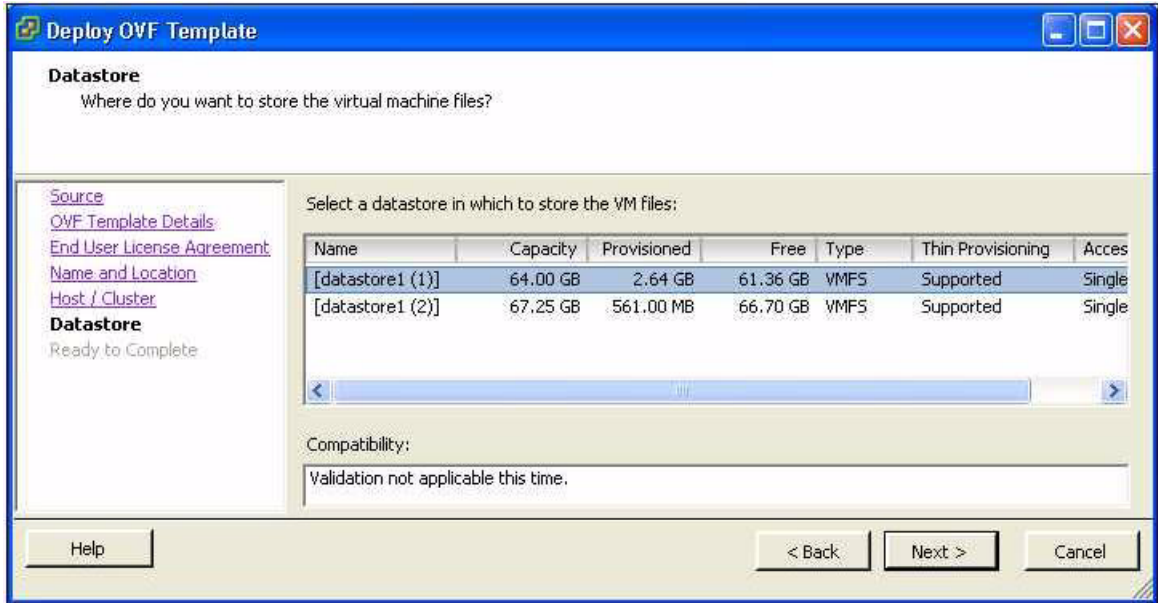 Deploy OVF Template
Datastore
Where do you want to store the virtual machine files?
Source
OVF Template Details
End User License Agreement
Name and Location
Host / Cluster
Datastore
Ready to Complete
Select a datastore in which to store the VM files:
Name Capacity Provisioned Free Type Thin Provisioning Acces
[datastore1 (1)] 64.00 GB 2.64 GB 61.36 GB VMFS Supported Single
[datastore1 (2)] 67.25 GB 561.00 MB 66.70 GB VMFS Supported Single
Compatibility:
Validation not applicable this time.
Help < Back Next > Cancel